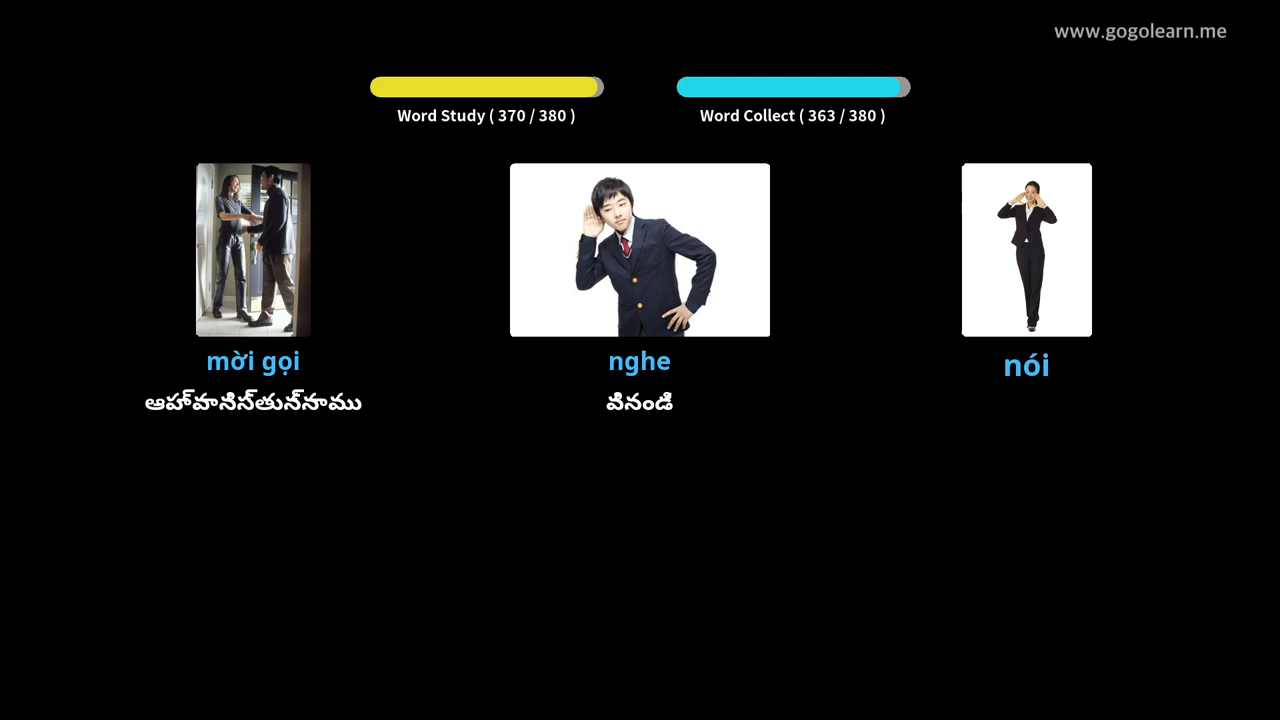 www.gogolearn.me
Word Study ( 370 / 380 )
Word Collect ( 363 / 380 )
mời gọi
nghe
nói
ఆహ్వానిస్తున్నాము
వినండి